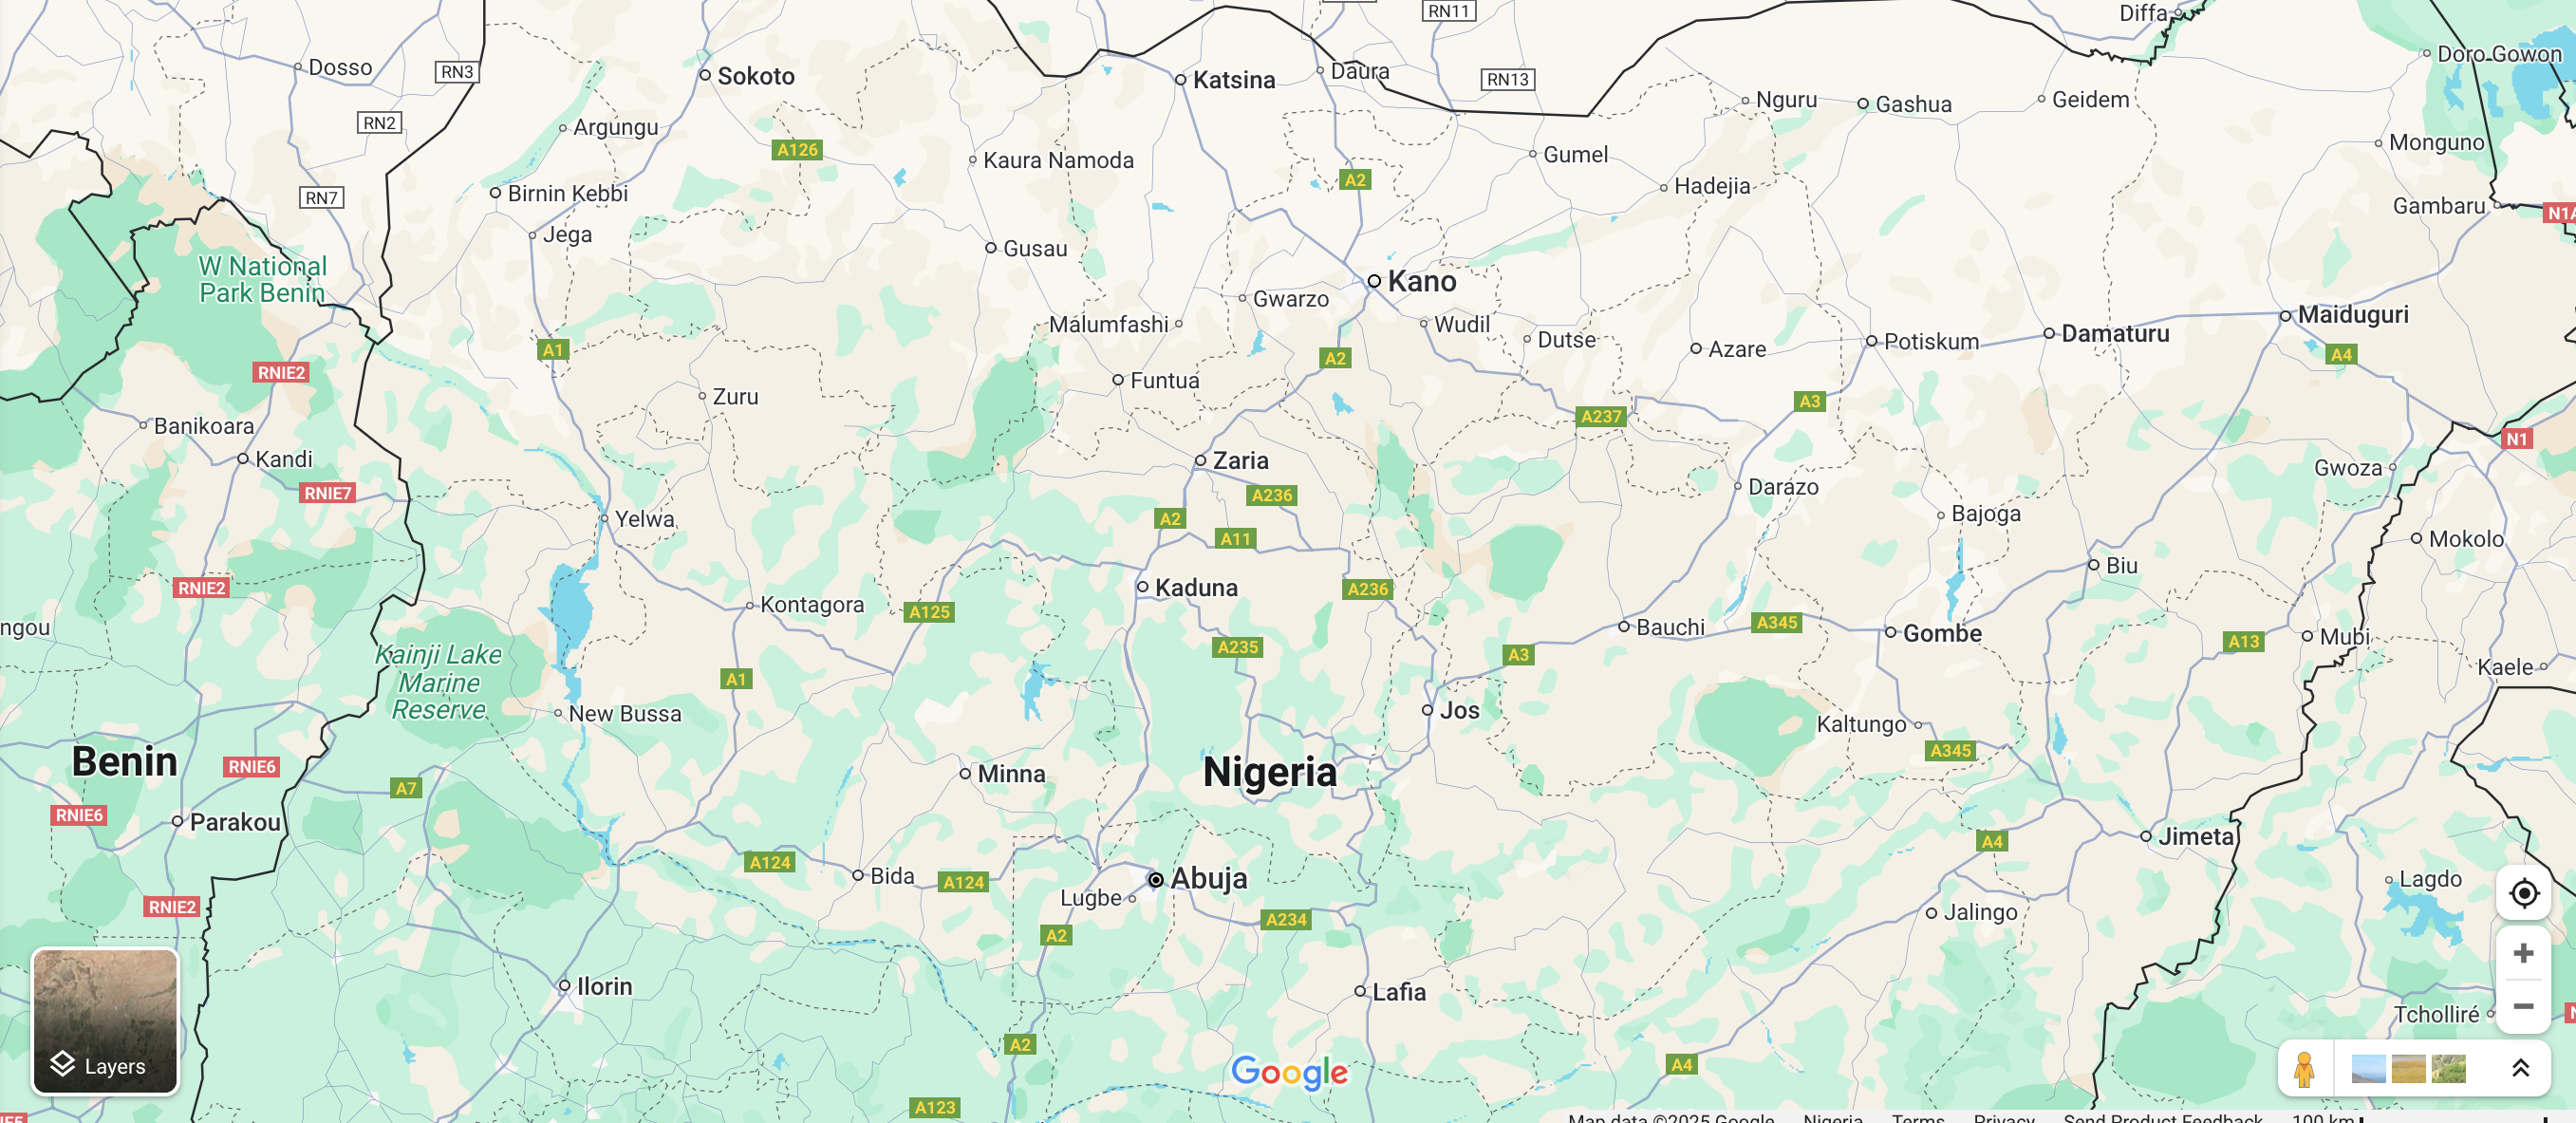 RN11
Diffa
Doro Gowon
Dosso
RN3
Sokoto
Katsina
Daura
RN13
Nguru
Gashua
Geidem
RN2
Argungu
A126
Kaura Namoda
Gumel
Monguno
A2
Hadejia
RN7
Birnin Kebbi
Gambaru
N1A
Jega
Gusau
W National
Park Benin
Kano
Gwarzo
Malumfashi
Wudil
Dutse
Azare
Potiskum
Damaturu
Maiduguri
A1
A2
A4
RNIE2
Funtua
Zuru
A3
A237
Banikoara
N1
Kandi
Zaria
Gwoza
RNIE7
A236
Darazo
Yelwa
A2
Bajoga
A11
Mokolo
RNIE2
Kaduna
A236
Biu
Kontagora
A125
ngou
Bauchi
A345
Gombe
Mubi
A13
Kainji Lake
Marine
Reserve
A235
A3
Kaele
A1
New Bussa
Jos
Kaltungo
A345
Benin
RNIE6
A7
Minna
Nigeria
RNIE6
Parakou
A4
Jimeta
A124
Bida
A124
Abuja
Lugbe
Lagdo
RNIE2
A2
A234
Jalingo
Ilorin
Lafia
Tcholliré
A2
Layers
Google
A4
A123
Map data ©2025 Google Nigeria Terms Privacy Send Product Feedback 100 km